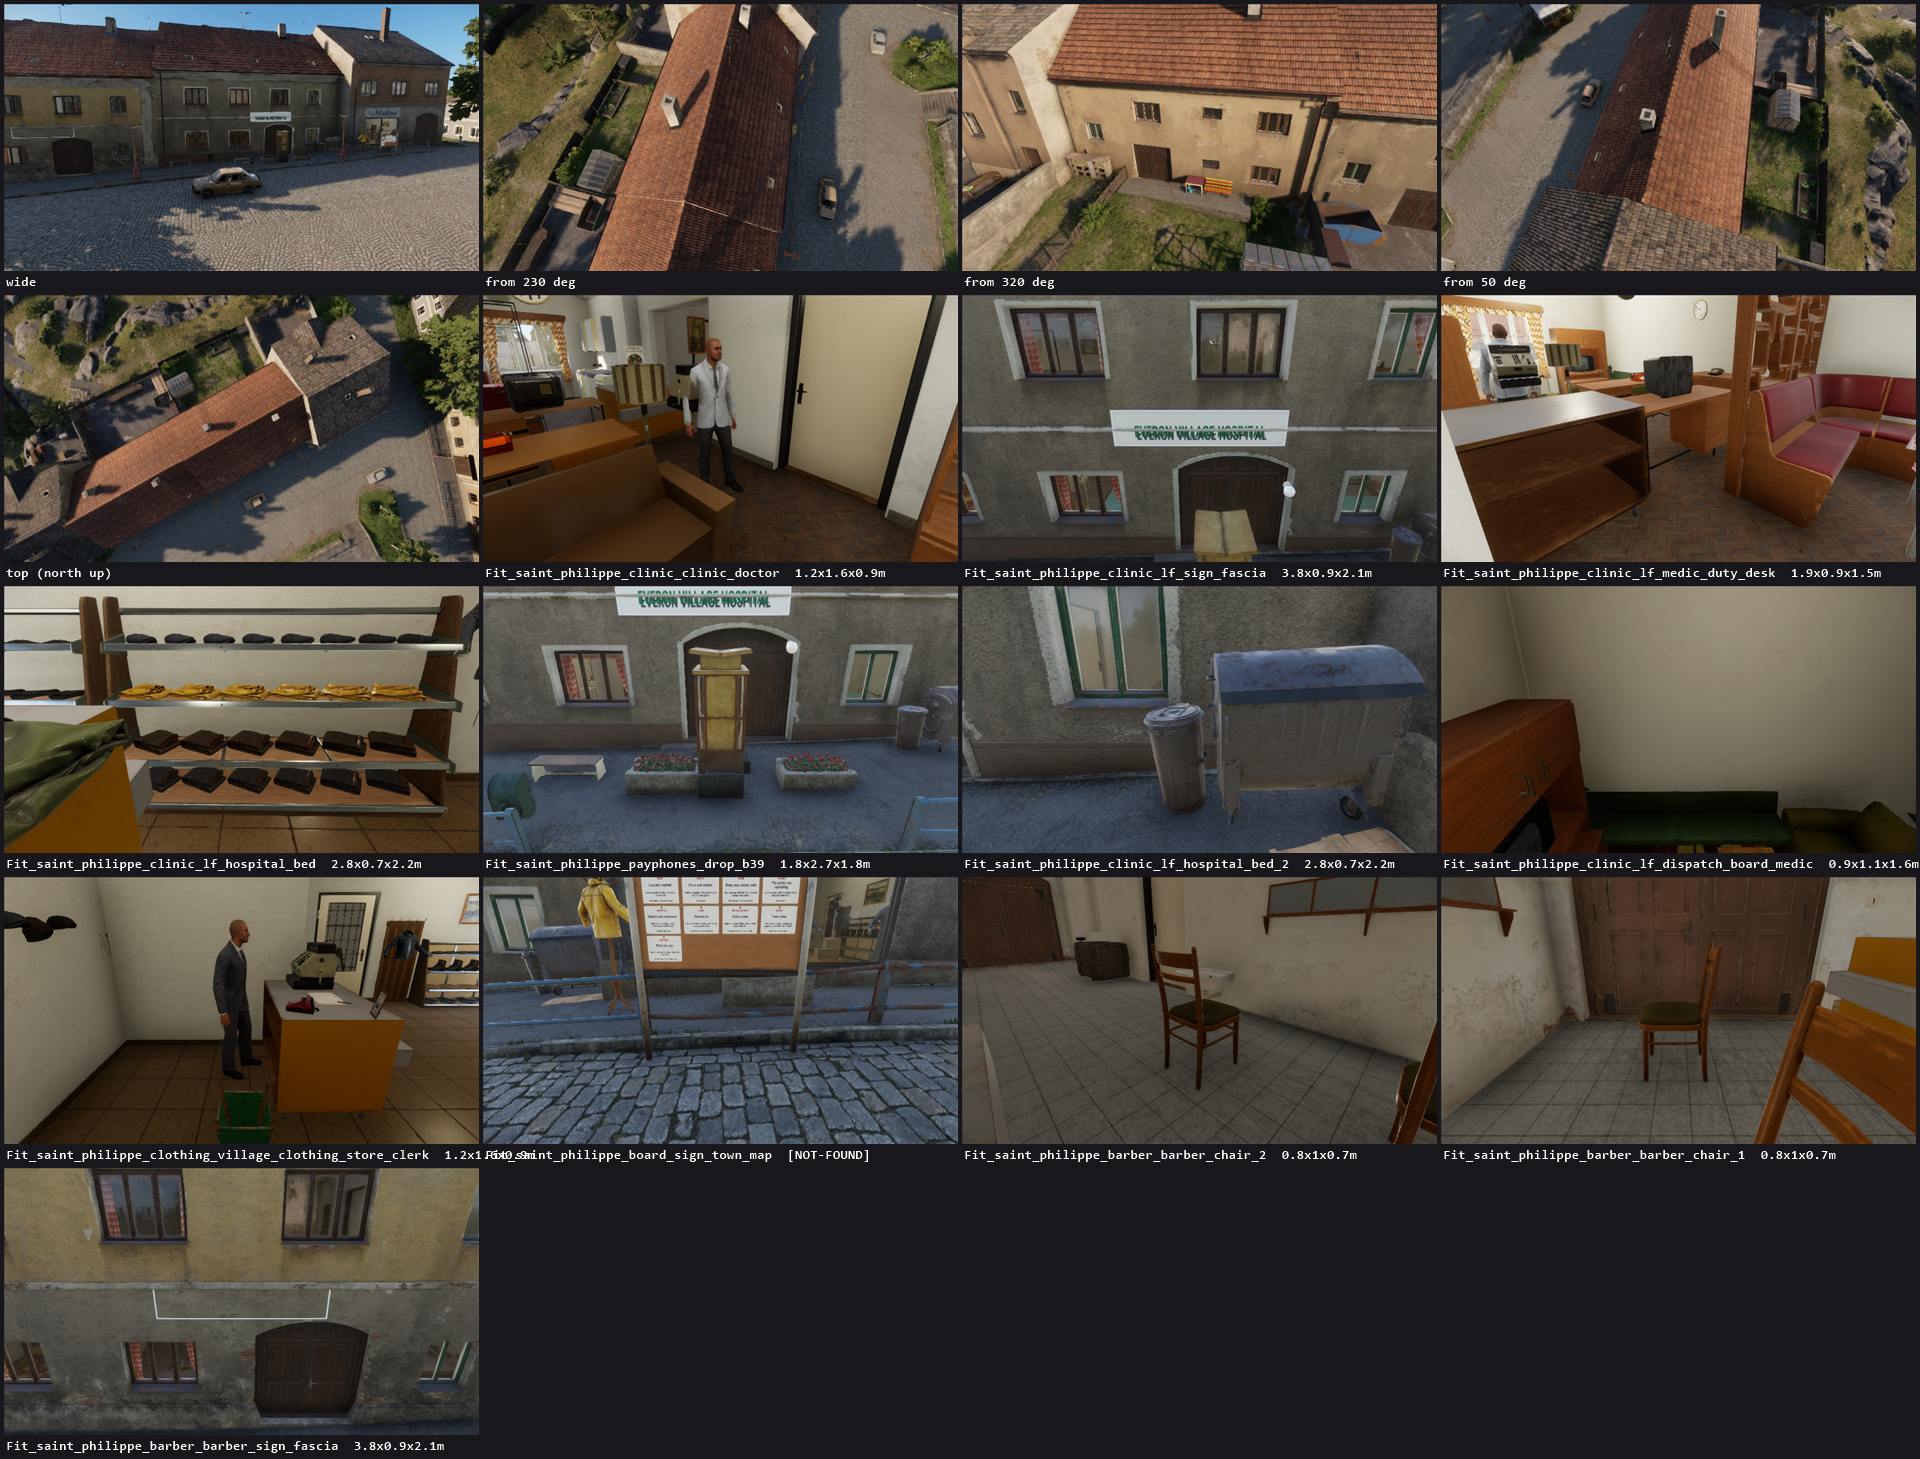 wide
from 230 deg
from 320 deg
from 50 deg
top (north up)
Fit_saint_philippe_clinic_clinic_doctor 1.2x1.6x0.9m
EVERON VILLAGE HOSPITAL
Fit_saint_philippe_clinic_lf_sign_fascia 3.8x0.9x2.1m
Fit_saint_philippe_clinic_lf_medic_duty_desk 1.9x0.9x1.5m
Fit_saint_philippe_clinic_lf_hospital_bed 2.8x0.7x2.2m
EVERON VILLAGE HOSPITAL
Fit_saint_philippe_payphones_drop_b39 1.8x2.7x1.8m
Fit_saint_philippe_clinic_lf_hospital_bed_2 2.8x0.7x2.2m
Fit_saint_philippe_clinic_lf_dispatch_board_medic 0.9x1.1x1.6m
Fit_saint_philippe_clothing_village_clothing_store_clerk
Fit_saint_philippe_board_sign_town_map [NOT-FOUND]
Fit_saint_philippe_barber_barber_chair_2 0.8x1x0.7m
Fit_saint_philippe_barber_barber_chair_1 0.8x1x0.7m
Fit_saint_philippe_barber_barber_sign_fascia 3.8x0.9x2.1m